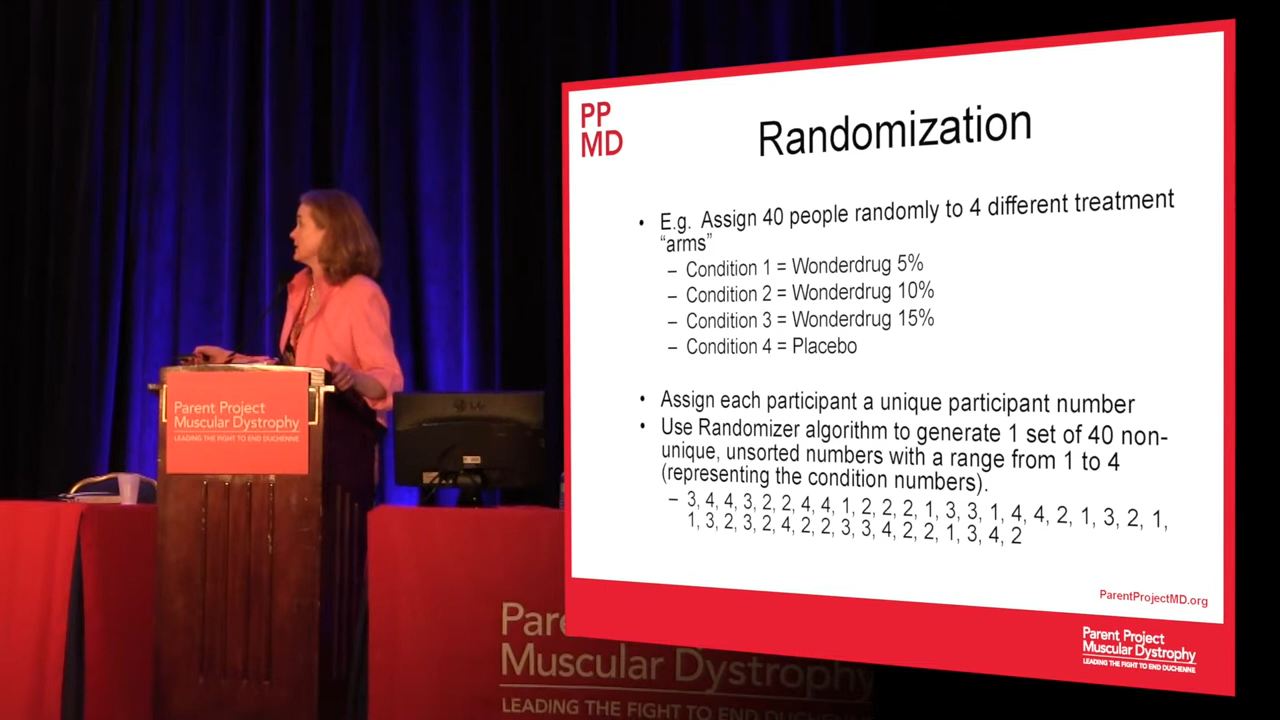 PP
MD
Randomization
• E.g. Assign 40 people randomly to 4 different treatment
“arms”
– Condition 1 = Wonderdrug 5%
– Condition 2 = Wonderdrug 10%
– Condition 3 = Wonderdrug 15%
– Condition 4 = Placebo
• Assign each participant a unique participant number
• Use Randomizer algorithm to generate 1 set of 40 non-
unique, unsorted numbers with a range from 1 to 4
(representing the condition numbers).
– 3, 4, 4, 3, 2, 2, 4, 4, 1, 2, 2, 2, 1, 3, 3, 1, 4, 4, 2, 1, 3, 2, 1,
1, 3, 2, 3, 2, 4, 2, 2, 3, 3, 4, 2, 2, 1, 3, 4, 2
ParentProjectMD.org
Parent Project
Muscular Dystrophy
LEADING THE FIGHT TO END DUCHENNE
Parent Project
Muscular Dystrophy
LEADING THE FIGHT TO END DUCHENNE
LG
Muscular Dystrophy
LEADING THE FIGHT TO END DUCHENNE